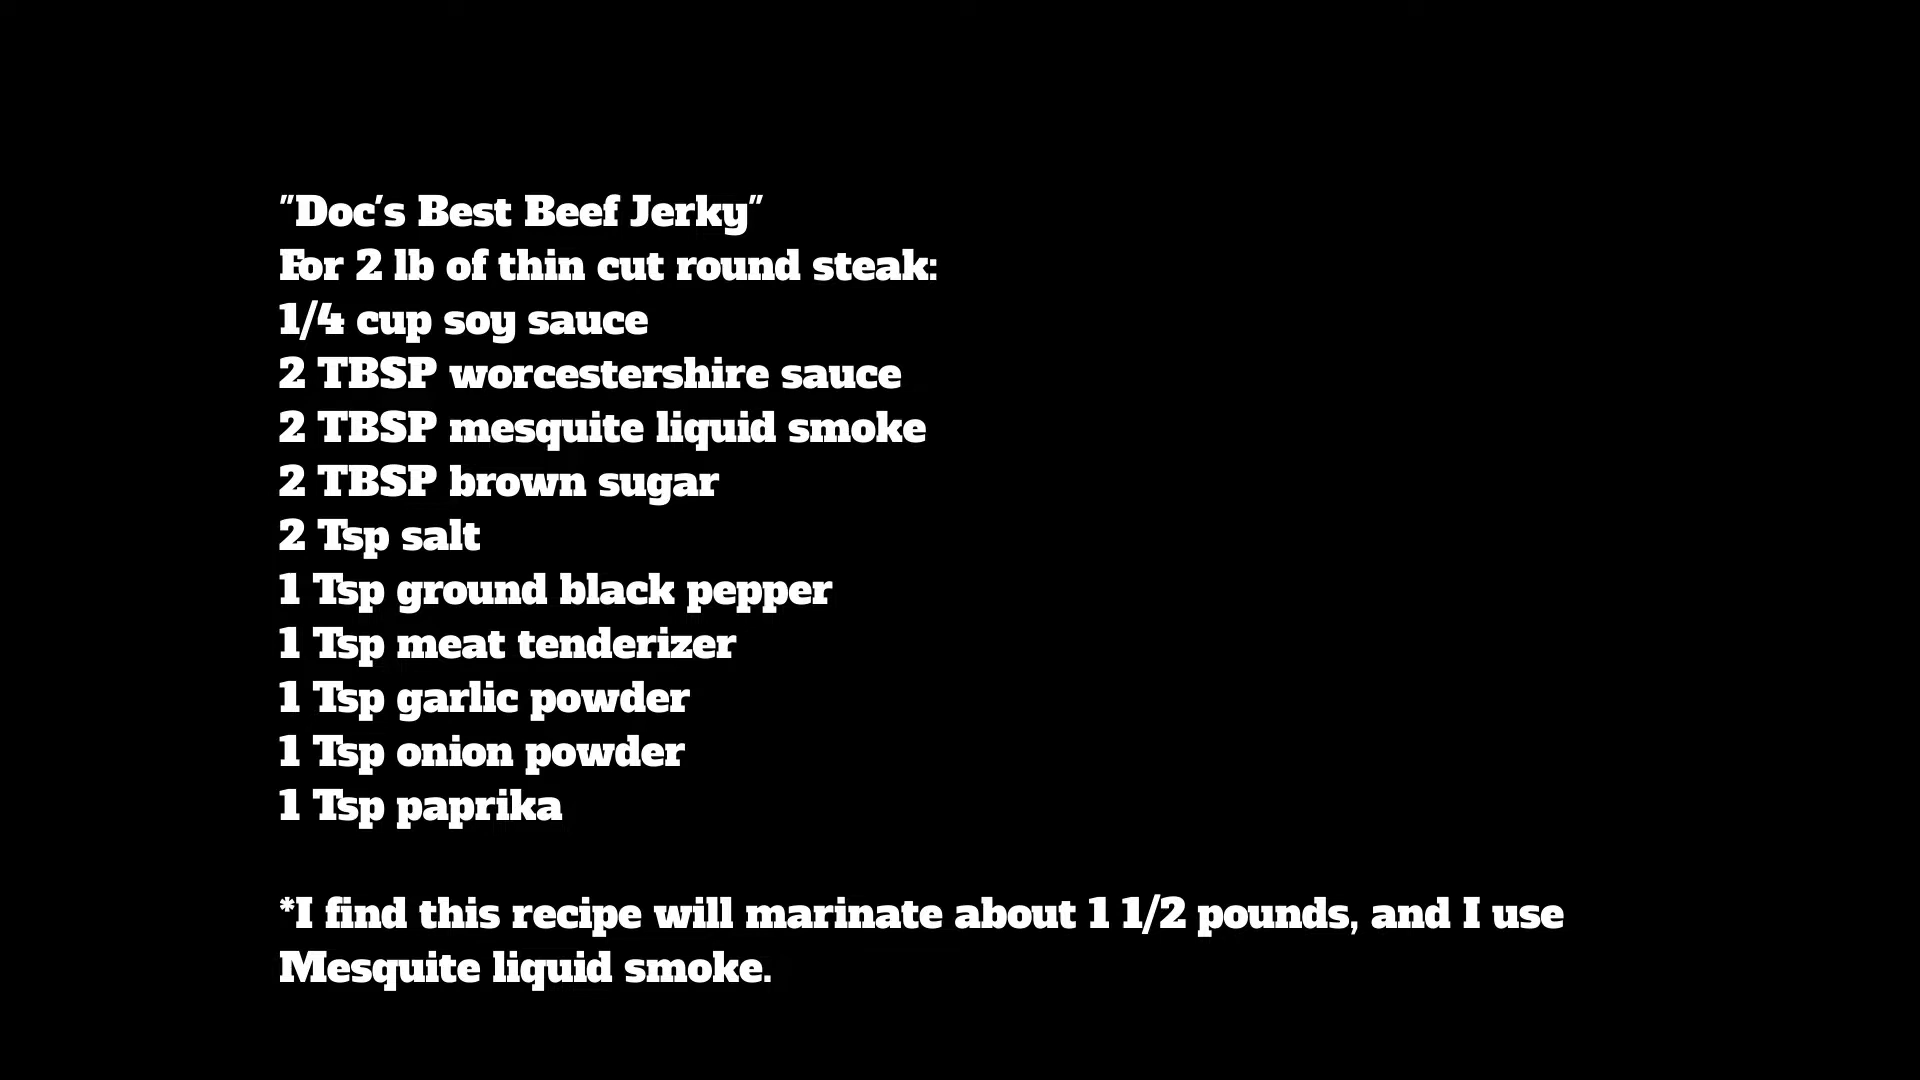 "Doc's Best Beef Jerky"
For 2 lb of thin cut round steak:
1/4 cup soy sauce
2 TBSP worcestershire sauce
2 TBSP mesquite liquid smoke
2 TBSP brown sugar
2 Tsp salt
1 Tsp ground black pepper
1 Tsp meat tenderizer
1 Tsp garlic powder
1 Tsp onion powder
1 Tsp paprika
*I find this recipe will marinate about 1 1/2 pounds, and I use
Mesquite liquid smoke.